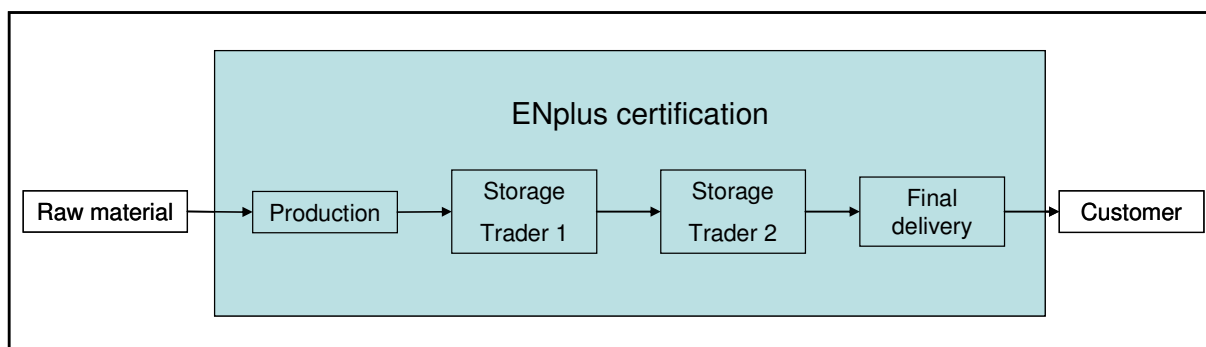 ENplus certification
Raw material
Production
Storage
Trader 1
Storage
Trader 2
Final
delivery
Customer